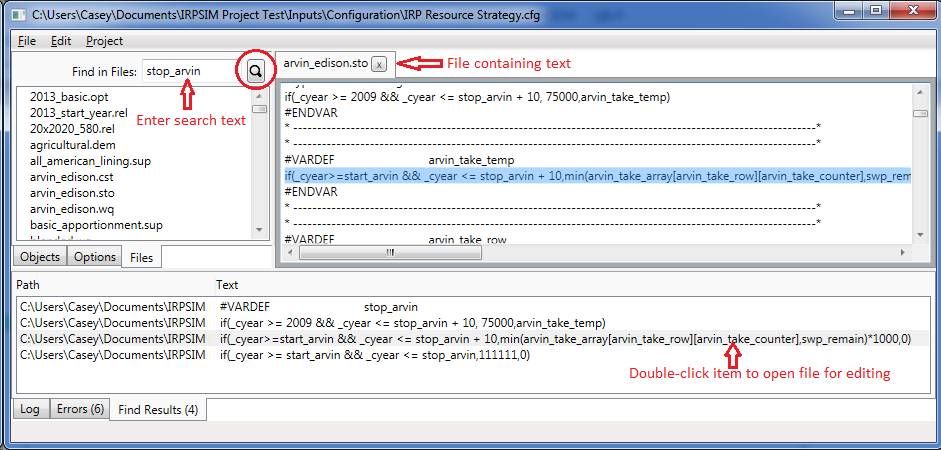 C:\Users\Casey\Documents\IRPSIM Project Test\Inputs\Configuration\IRP Resource Strategy.cfg
File Edit Project
Find in Files: stop_arvin
Enter search text
2013_basic.opt
2013_start_year.rel
20x2020_580.rel
agricultural.dem
all_american_lining.sup
arvin_edison.cst
arvin_edison.sto
arvin_edison.wq
basic_apportionment.sup
Objects Options Files
arvin_edison.sto x
File containing text
if(_cyear >= 2009 && _cyear <= stop_arvin + 10, 75000,arvin_take_temp)
#ENDVAR
* ---------------------------------------------------------------------------------------------------------*
* ---------------------------------------------------------------------------------------------------------*
#VARDEF arvin_take_temp
if(_cyear>=start_arvin && _cyear <= stop_arvin + 10,min(arvin_take_array[arvin_take_row][arvin_take_counter],swp_rem
#ENDVAR
* ---------------------------------------------------------------------------------------------------------*
* ---------------------------------------------------------------------------------------------------------*
#VARDEF arvin_take_row
Path Text
C:\Users\Casey\Documents\IRPSIM #VARDEF stop_arvin
C:\Users\Casey\Documents\IRPSIM if(_cyear >= 2009 && _cyear <= stop_arvin + 10, 75000,arvin_take_temp)
C:\Users\Casey\Documents\IRPSIM if(_cyear>=start_arvin && _cyear <= stop_arvin + 10,min(arvin_take_array[arvin_take_row][arvin_take_counter],swp_remain)*1000,0)
C:\Users\Casey\Documents\IRPSIM if(_cyear >= start_arvin && _cyear <= stop_arvin,111111,0)
Double-click item to open file for editing
Log Errors (6) Find Results (4)